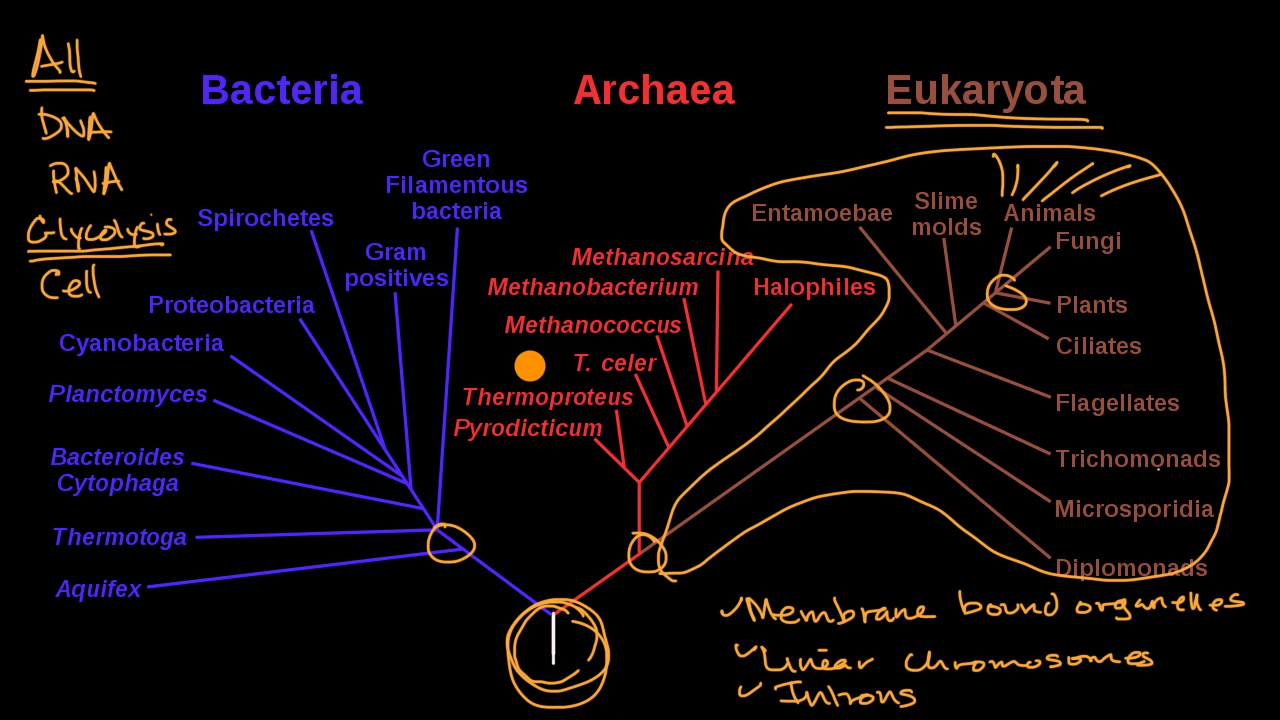 All
DNA
RNA
Glycolysis
Cell
Bacteria
Archaea
Eukaryota
Green
Filamentous
bacteria
Spirochetes
Gram
positives
Proteobacteria
Cyanobacteria
Planctomyces
Bacteroides
Cytophaga
Thermotoga
Aquifex
Methanosarcina
Methanobacterium
Halophiles
Methanococcus
T. celer
Thermoproteus
Pyrodicticum
Entamoebae
Slime
molds
Animals
Fungi
Plants
Ciliates
Flagellates
Trichomonads
Microsporidia
Diplomonads
Membrane bound organelles
Linear chromosomes
Introns